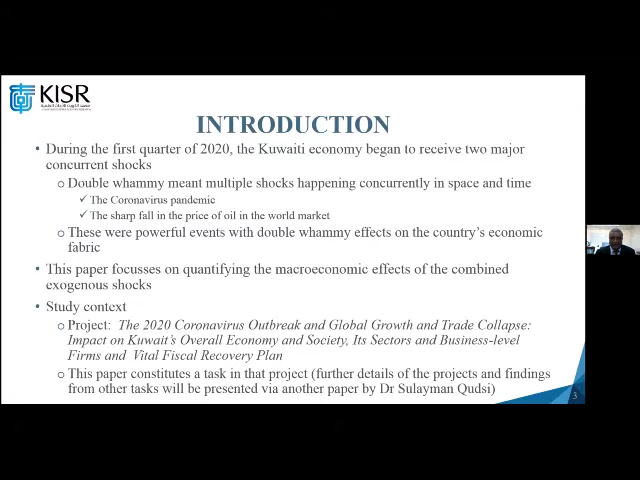 KISR
INTRODUCTION
• During the first quarter of 2020, the Kuwaiti economy began to receive two major
concurrent shocks
o Double whammy meant multiple shocks happening concurrently in space and time
✓ The Coronavirus pandemic
✓ The sharp fall in the price of oil in the world market
o These were powerful events with double whammy effects on the country's economic
fabric
• This paper focusses on quantifying the macroeconomic effects of the combined
exogenous shocks
• Study context
o Project: The 2020 Coronavirus Outbreak and Global Growth and Trade Collapse:
Impact on Kuwait's Overall Economy and Society, Its Sectors and Business-level
Firms and Vital Fiscal Recovery Plan
o This paper constitutes a task in that project (further details of the projects and findings
from other tasks will be presented via another paper by Dr Sulayman Qudsi)
3